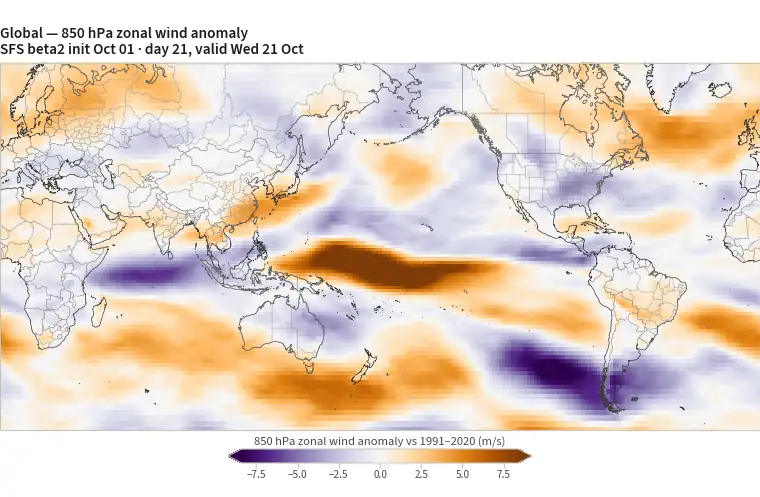 Global — 850 hPa zonal wind anomaly
SFS beta2 init Oct 01 · day 21, valid Wed 21 Oct
850 hPa zonal wind anomaly vs 1991–2020 (m/s)
−7.5 −5.0 −2.5 0.0 2.5 5.0 7.5